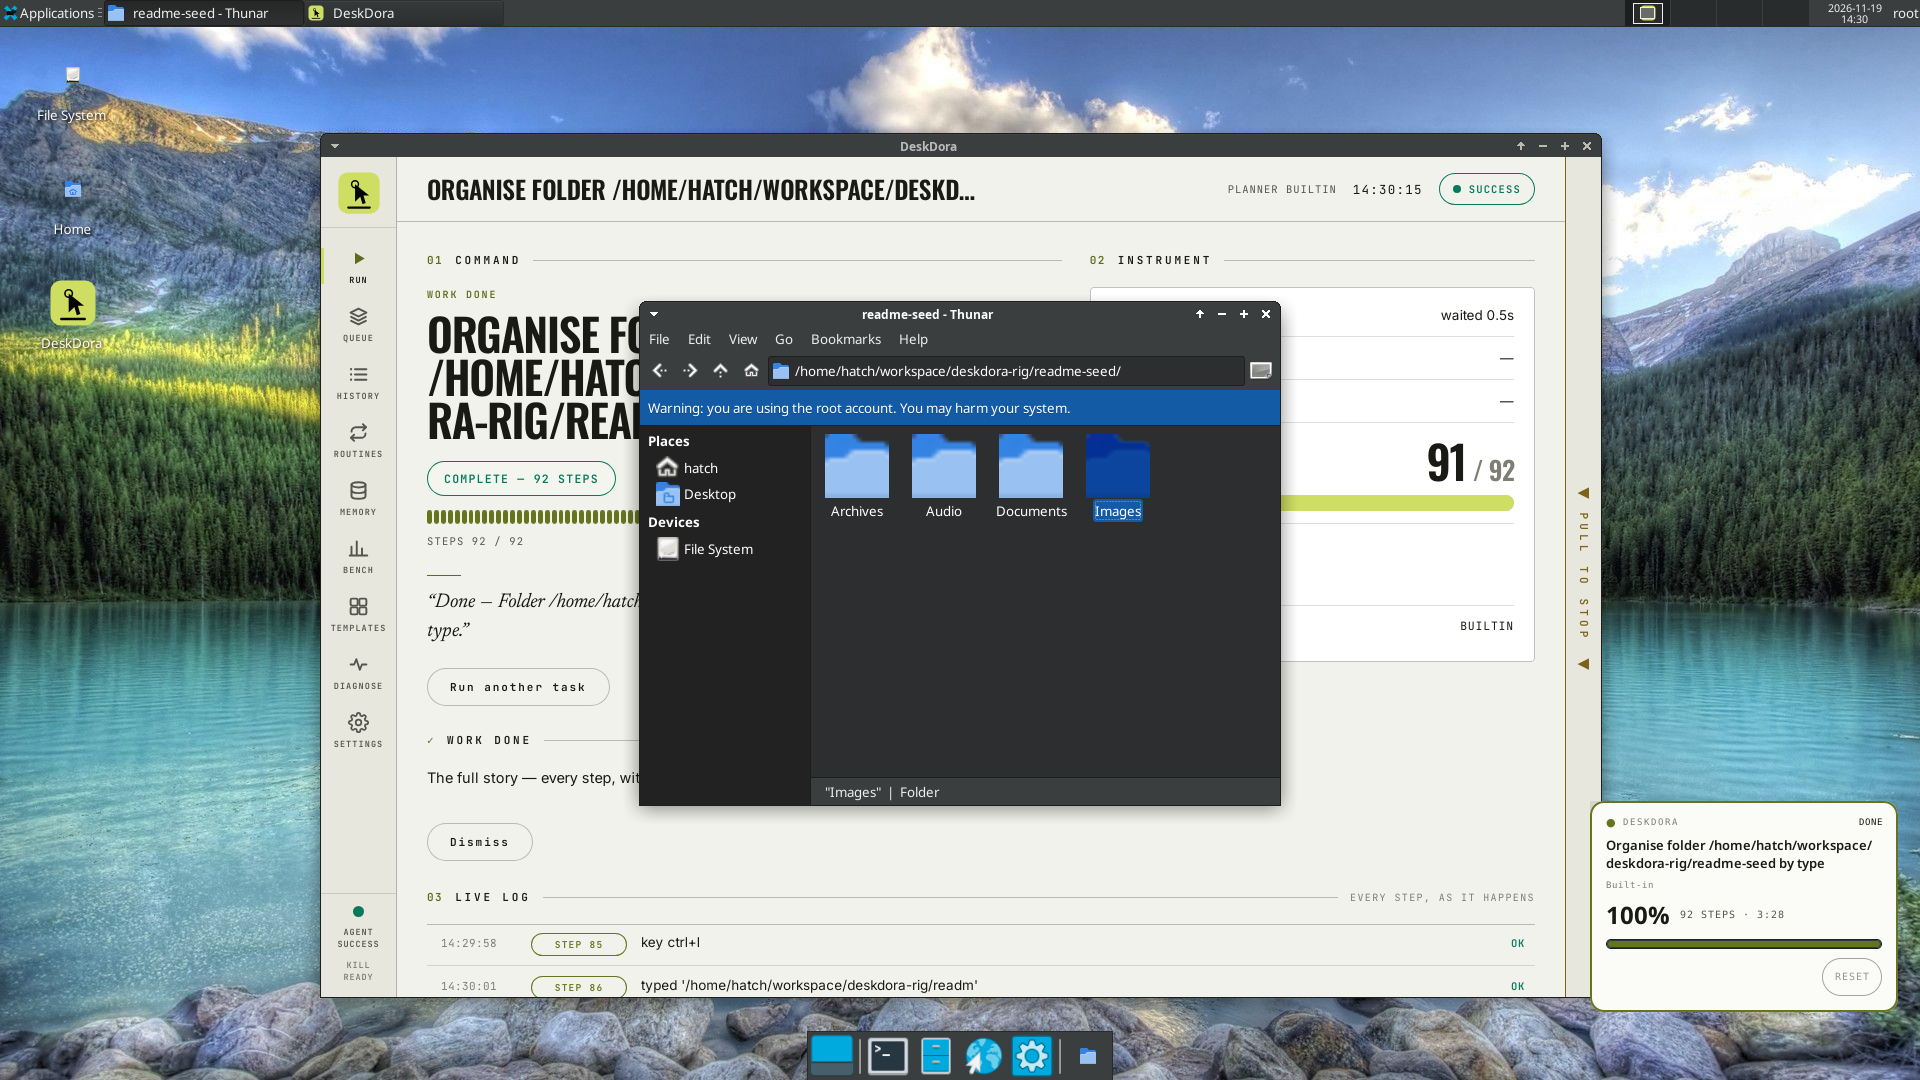 Applications
readme-seed - Thunar
DeskDora
2026-11-19
14:30
root
File System
Home
DeskDora
DeskDora
ORGANISE FOLDER /HOME/HATCH/WORKSPACE/DESKD...
PLANNER BUILTIN
14:30:15
SUCCESS
RUN
QUEUE
HISTORY
ROUTINES
MEMORY
BENCH
TEMPLATES
DIAGNOSE
SETTINGS
AGENT
SUCCESS
KILL
READY
01 COMMAND
WORK DONE
ORGANISE FO
/HOME/HATC
RA-RIG/REA
COMPLETE — 92 STEPS
STEPS 92 / 92
“Done — Folder /home/hatch
type.”
Run another task
✓ WORK DONE
The full story — every step, wit
Dismiss
02 INSTRUMENT
waited 0.5s
—
—
91 / 92
BUILTIN
PULL TO STOP
readme-seed - Thunar
File Edit View Go Bookmarks Help
/home/hatch/workspace/deskdora-rig/readme-seed/
Warning: you are using the root account. You may harm your system.
Places
hatch
Desktop
Devices
File System
Archives
Audio
Documents
Images
"Images" | Folder
03 LIVE LOG
EVERY STEP, AS IT HAPPENS
14:29:58 STEP 85 key ctrl+l OK
14:30:01 STEP 86 typed '/home/hatch/workspace/deskdora-rig/readm' OK
DESKDORA
DONE
Organise folder /home/hatch/workspace/
deskdora-rig/readme-seed by type
Built-in
100% 92 STEPS · 3:28
RESET